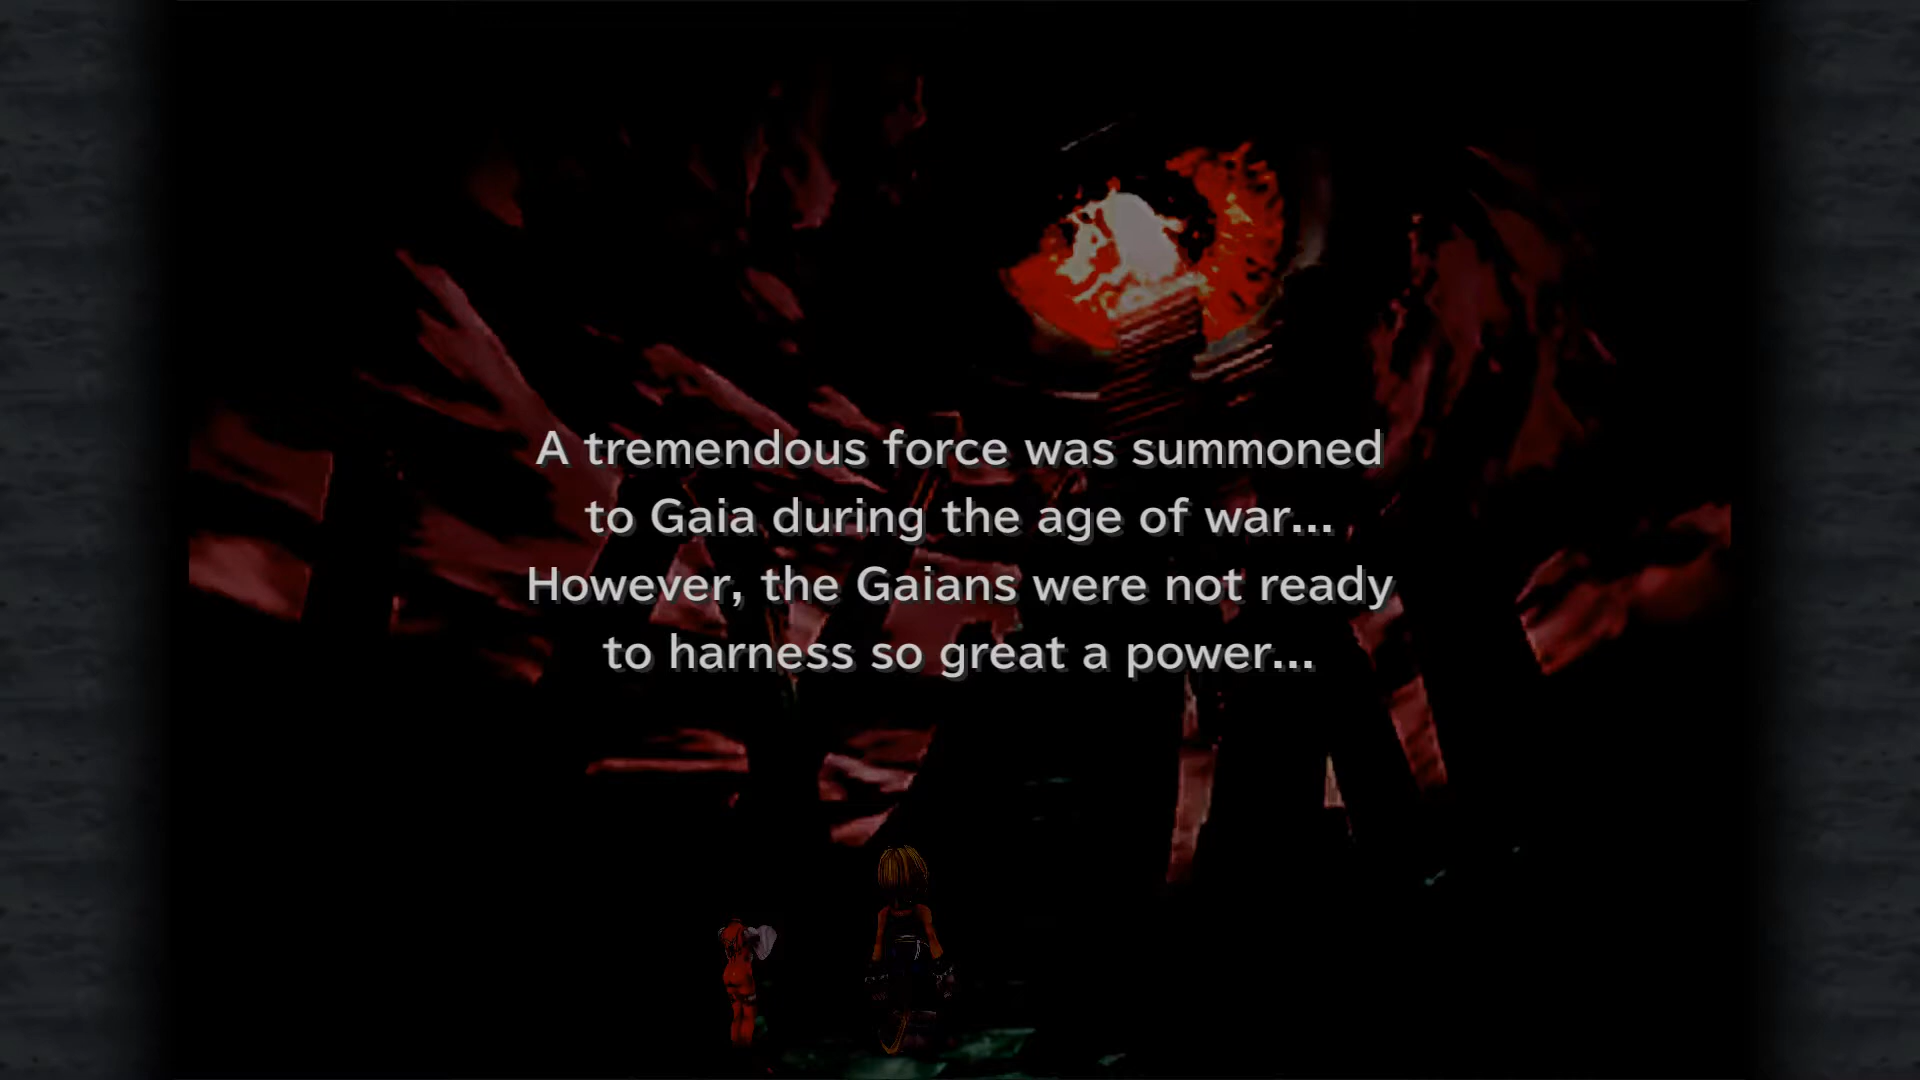 A tremendous force was summoned
to Gaia during the age of war...
However, the Gaians were not ready
to harness so great a power...